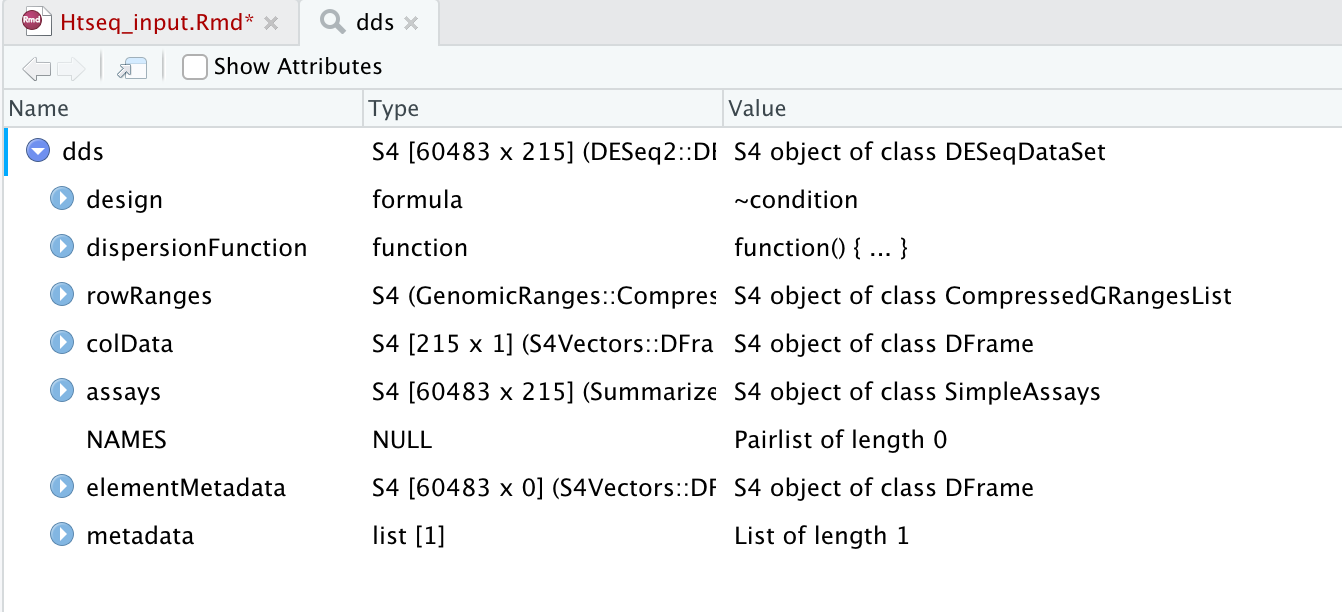 Rmd Htseq_input.Rmd* dds
Show Attributes
Name Type Value
dds S4 [60483 x 215] (DESeq2::DE S4 object of class DESeqDataSet
design formula ~condition
dispersionFunction function function() { ... }
rowRanges S4 (GenomicRanges::Compres S4 object of class CompressedGRangesList
colData S4 [215 x 1] (S4Vectors::DFra S4 object of class DFrame
assays S4 [60483 x 215] (Summarize S4 object of class SimpleAssays
NAMES NULL Pairlist of length 0
elementMetadata S4 [60483 x 0] (S4Vectors::DF S4 object of class DFrame
metadata list [1] List of length 1